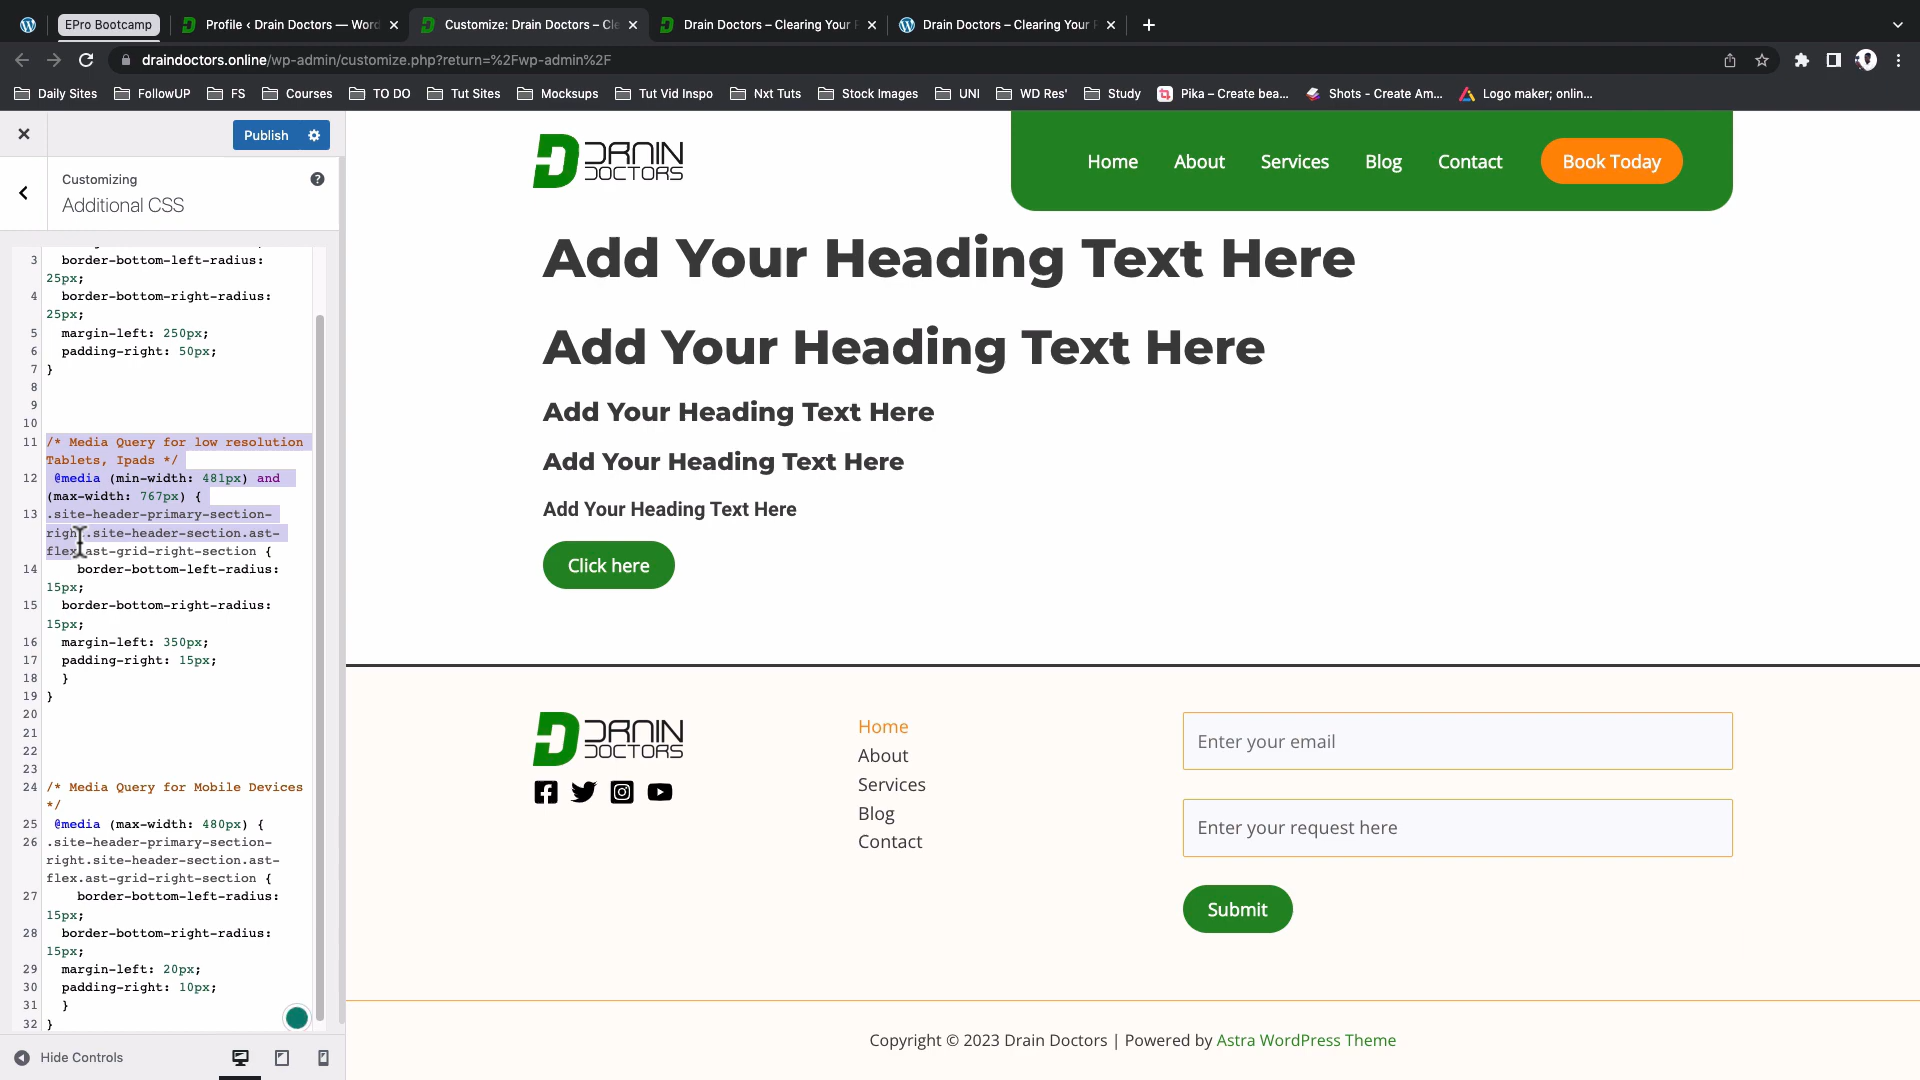 EPro Bootcamp
Profile ‹ Drain Doctors — Word
Customize: Drain Doctors – Cle
Drain Doctors – Clearing Your P
Drain Doctors – Clearing Your P
draindoctors.online/wp-admin/customize.php?return=%2Fwp-admin%2F
Daily Sites
FollowUP
FS
Courses
TO DO
Tut Sites
Mocksups
Tut Vid Inspo
Nxt Tuts
Stock Images
UNI
WD Res'
Study
Pika – Create bea...
Shots - Create Am...
Logo maker; onlin...
Publish
Customizing
Additional CSS
3 border-bottom-left-radius:
25px;
4 border-bottom-right-radius:
25px;
5 margin-left: 250px;
6 padding-right: 50px;
7 }
8
9
10
11 /* Media Query for low resolution
Tablets, Ipads */
12 @media (min-width: 481px) and
(max-width: 767px) {
13 .site-header-primary-section-
right.site-header-section.ast-
flex.ast-grid-right-section {
14 border-bottom-left-radius:
15px;
15 border-bottom-right-radius:
15px;
16 margin-left: 350px;
17 padding-right: 15px;
18 }
19 }
20
21
22
23
24 /* Media Query for Mobile Devices
*/
25 @media (max-width: 480px) {
26 .site-header-primary-section-
right.site-header-section.ast-
flex.ast-grid-right-section {
27 border-bottom-left-radius:
15px;
28 border-bottom-right-radius:
15px;
29 margin-left: 20px;
30 padding-right: 10px;
31 }
32 }
Hide Controls
DRAIN
DOCTORS
Home
About
Services
Blog
Contact
Book Today
Add Your Heading Text Here
Add Your Heading Text Here
Add Your Heading Text Here
Add Your Heading Text Here
Add Your Heading Text Here
Click here
DRAIN
DOCTORS
Home
About
Services
Blog
Contact
Enter your email
Enter your request here
Submit
Copyright © 2023 Drain Doctors | Powered by Astra WordPress Theme